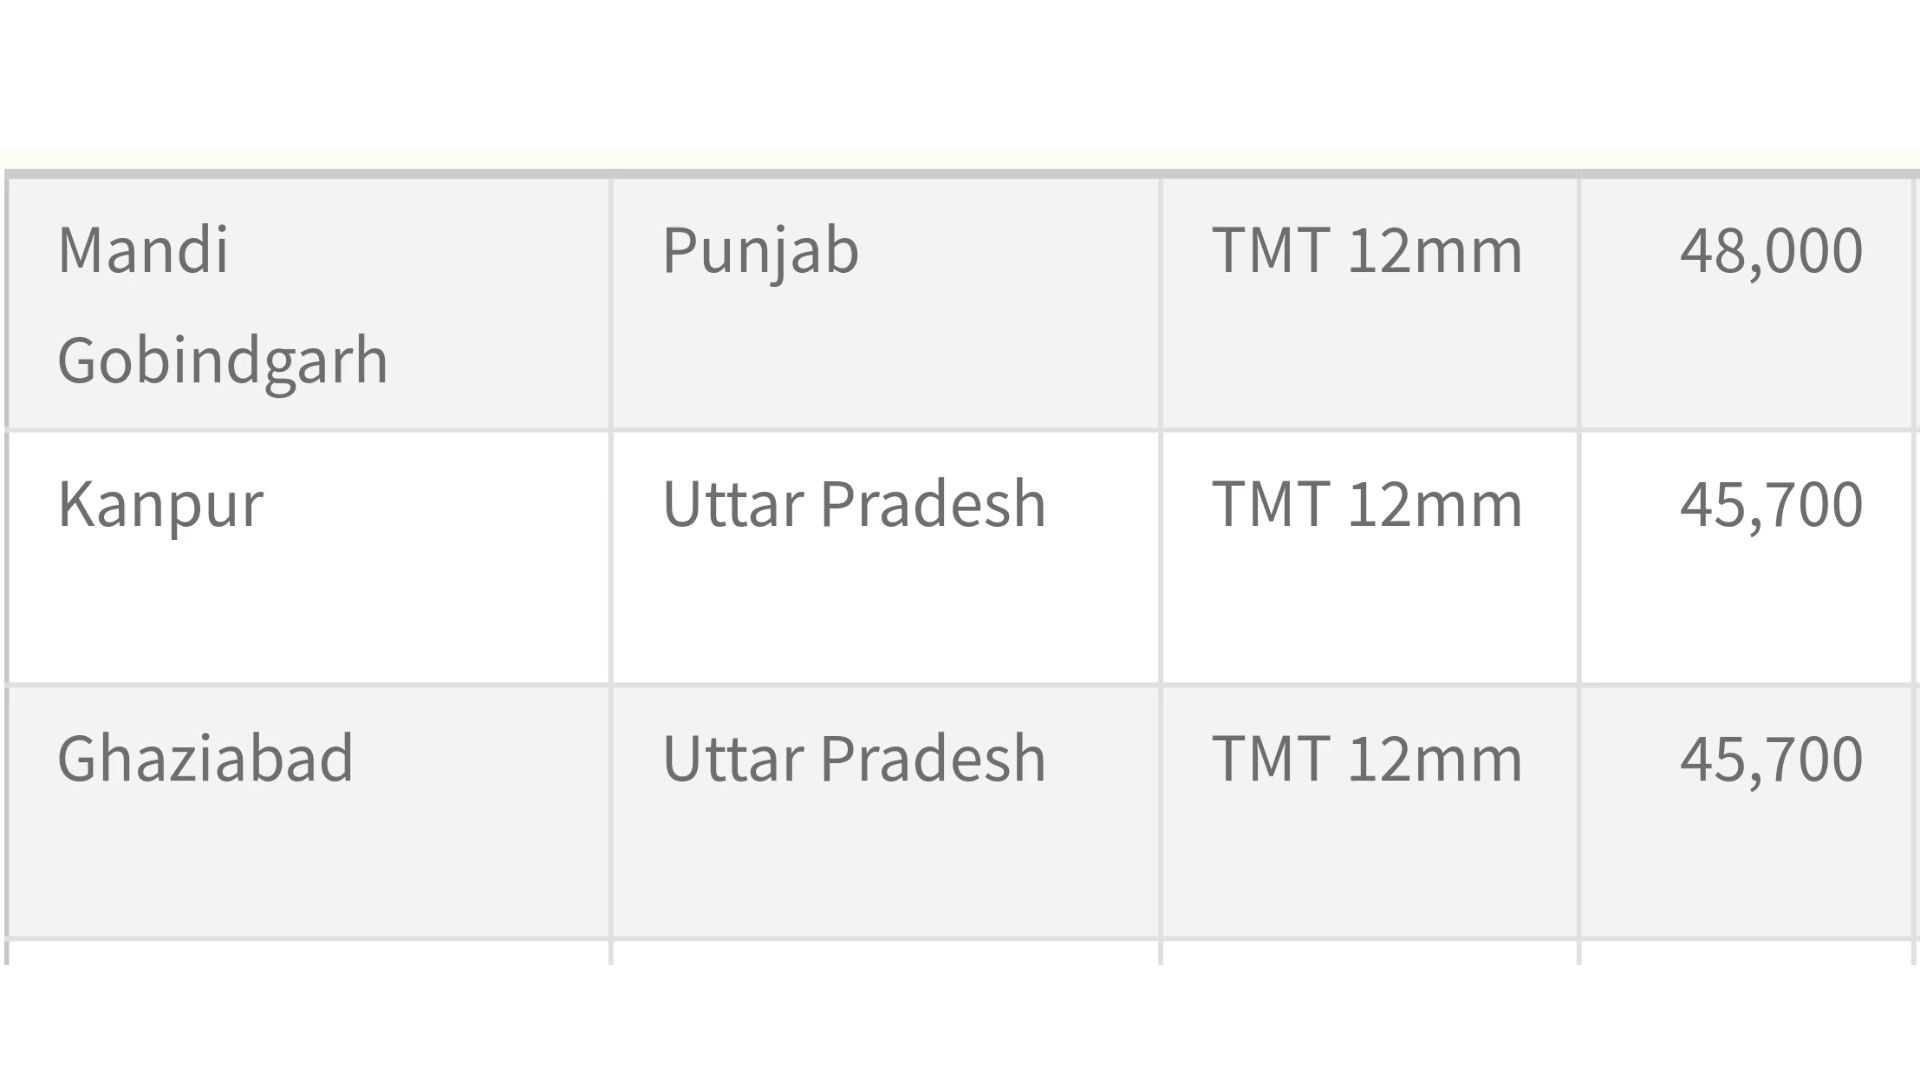 Mandi Gobindgarh Punjab TMT 12mm 48,000
Kanpur Uttar Pradesh TMT 12mm 45,700
Ghaziabad Uttar Pradesh TMT 12mm 45,700